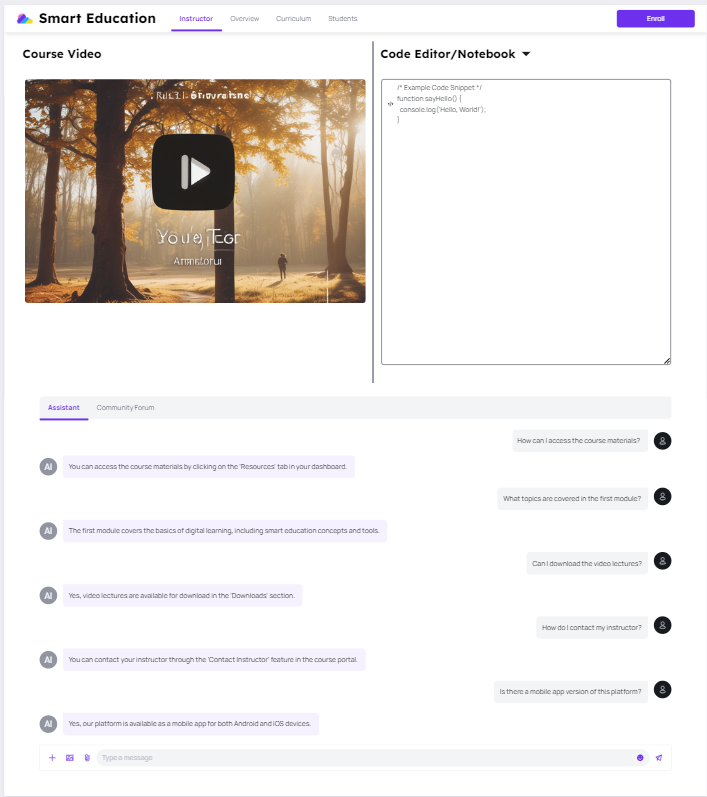 Smart Education
Instructor
Overview
Curriculum
Students
Enroll
Course Video
Code Editor/Notebook
/* Example Code Snippet */
function sayHello() {
console.log('Hello, World!');
}
Assistant
Community Forum
How can I access the course materials?
AI
You can access the course materials by clicking on the 'Resources' tab in your dashboard.
What topics are covered in the first module?
AI
The first module covers the basics of digital learning, including smart education concepts and tools.
Can I download the video lectures?
AI
Yes, video lectures are available for download in the 'Downloads' section.
How do I contact my instructor?
AI
You can contact your instructor through the 'Contact Instructor' feature in the course portal.
Is there a mobile app version of this platform?
AI
Yes, our platform is available as a mobile app for both Android and iOS devices.
Type a message